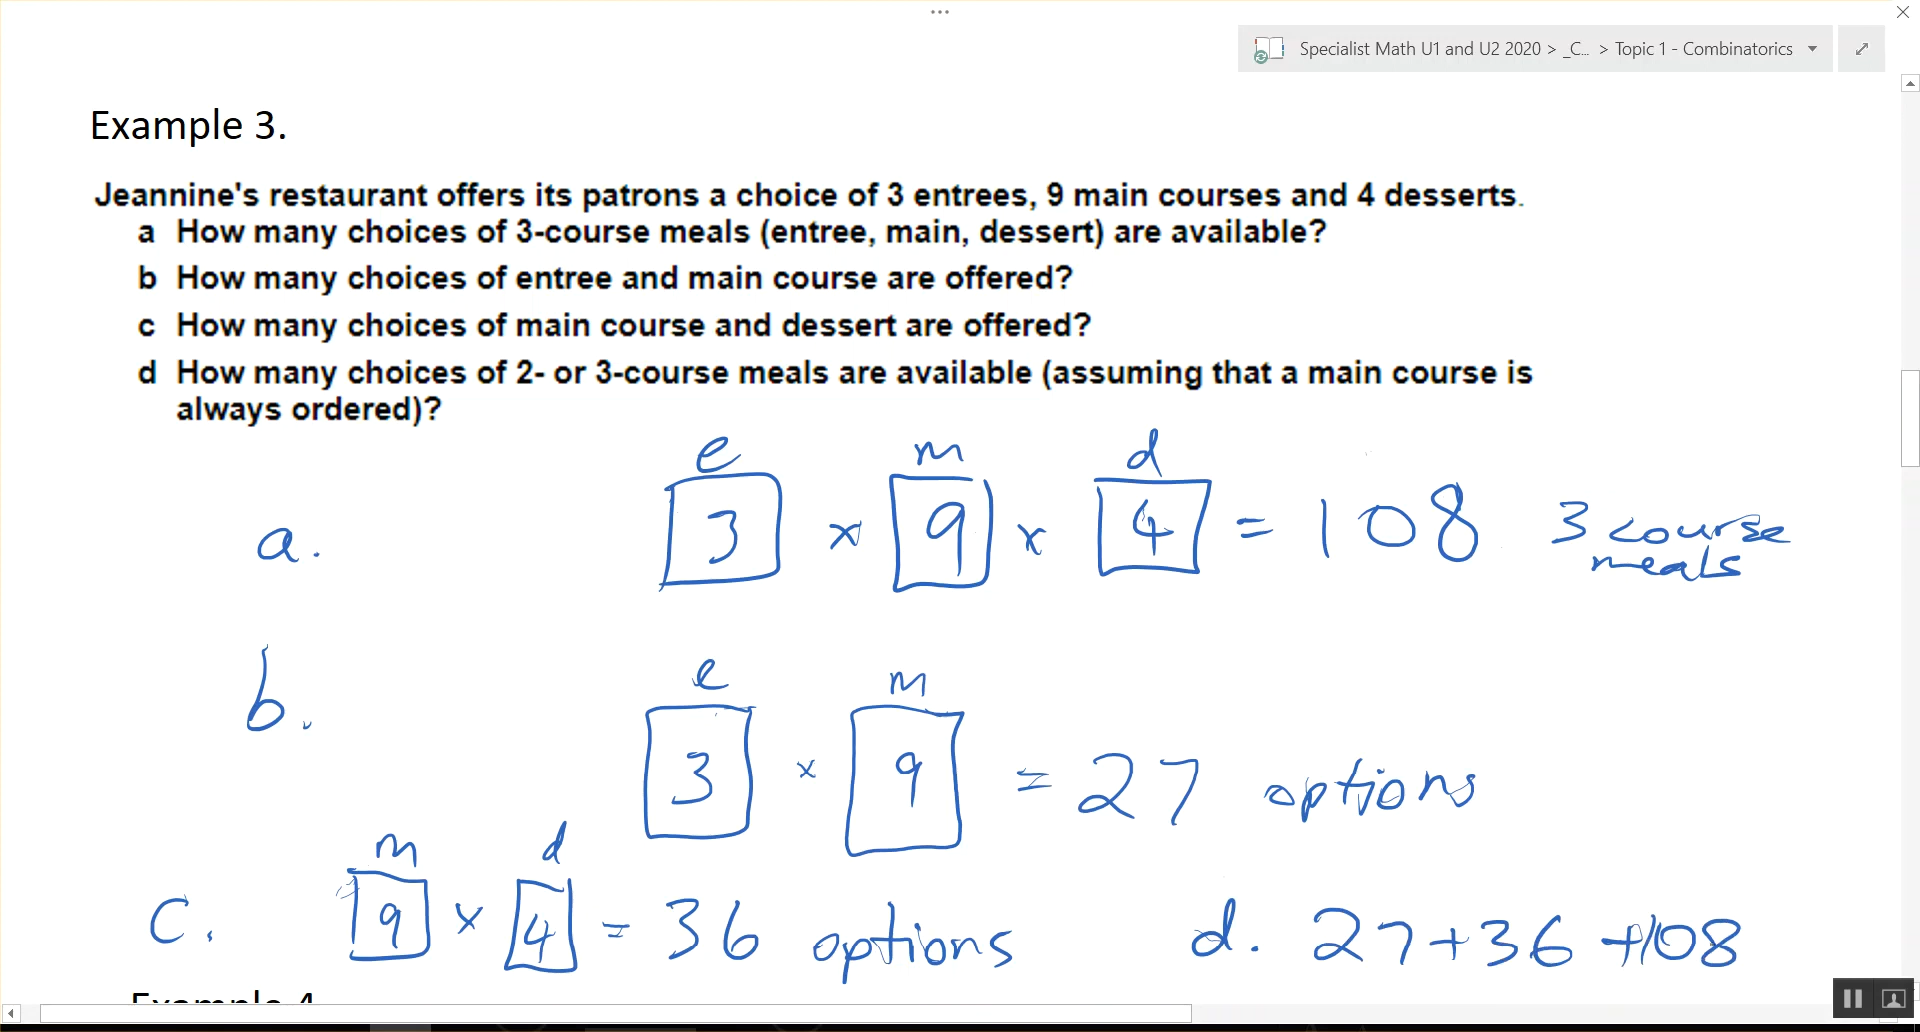 Specialist Math U1 and U2 2020 > _C... > Topic 1 - Combinatorics
Example 3.
Jeannine's restaurant offers its patrons a choice of 3 entrees, 9 main courses and 4 desserts.
a How many choices of 3-course meals (entree, main, dessert) are available?
b How many choices of entree and main course are offered?
c How many choices of main course and dessert are offered?
d How many choices of 2- or 3-course meals are available (assuming that a main course is
always ordered)?
e m d
a. 3 × 9 × 4 = 108 3 course
meals
e m
b. 3 × 9 = 27 options
m d
c. 9 × 4 = 36 options d. 27+36+108
Example 4